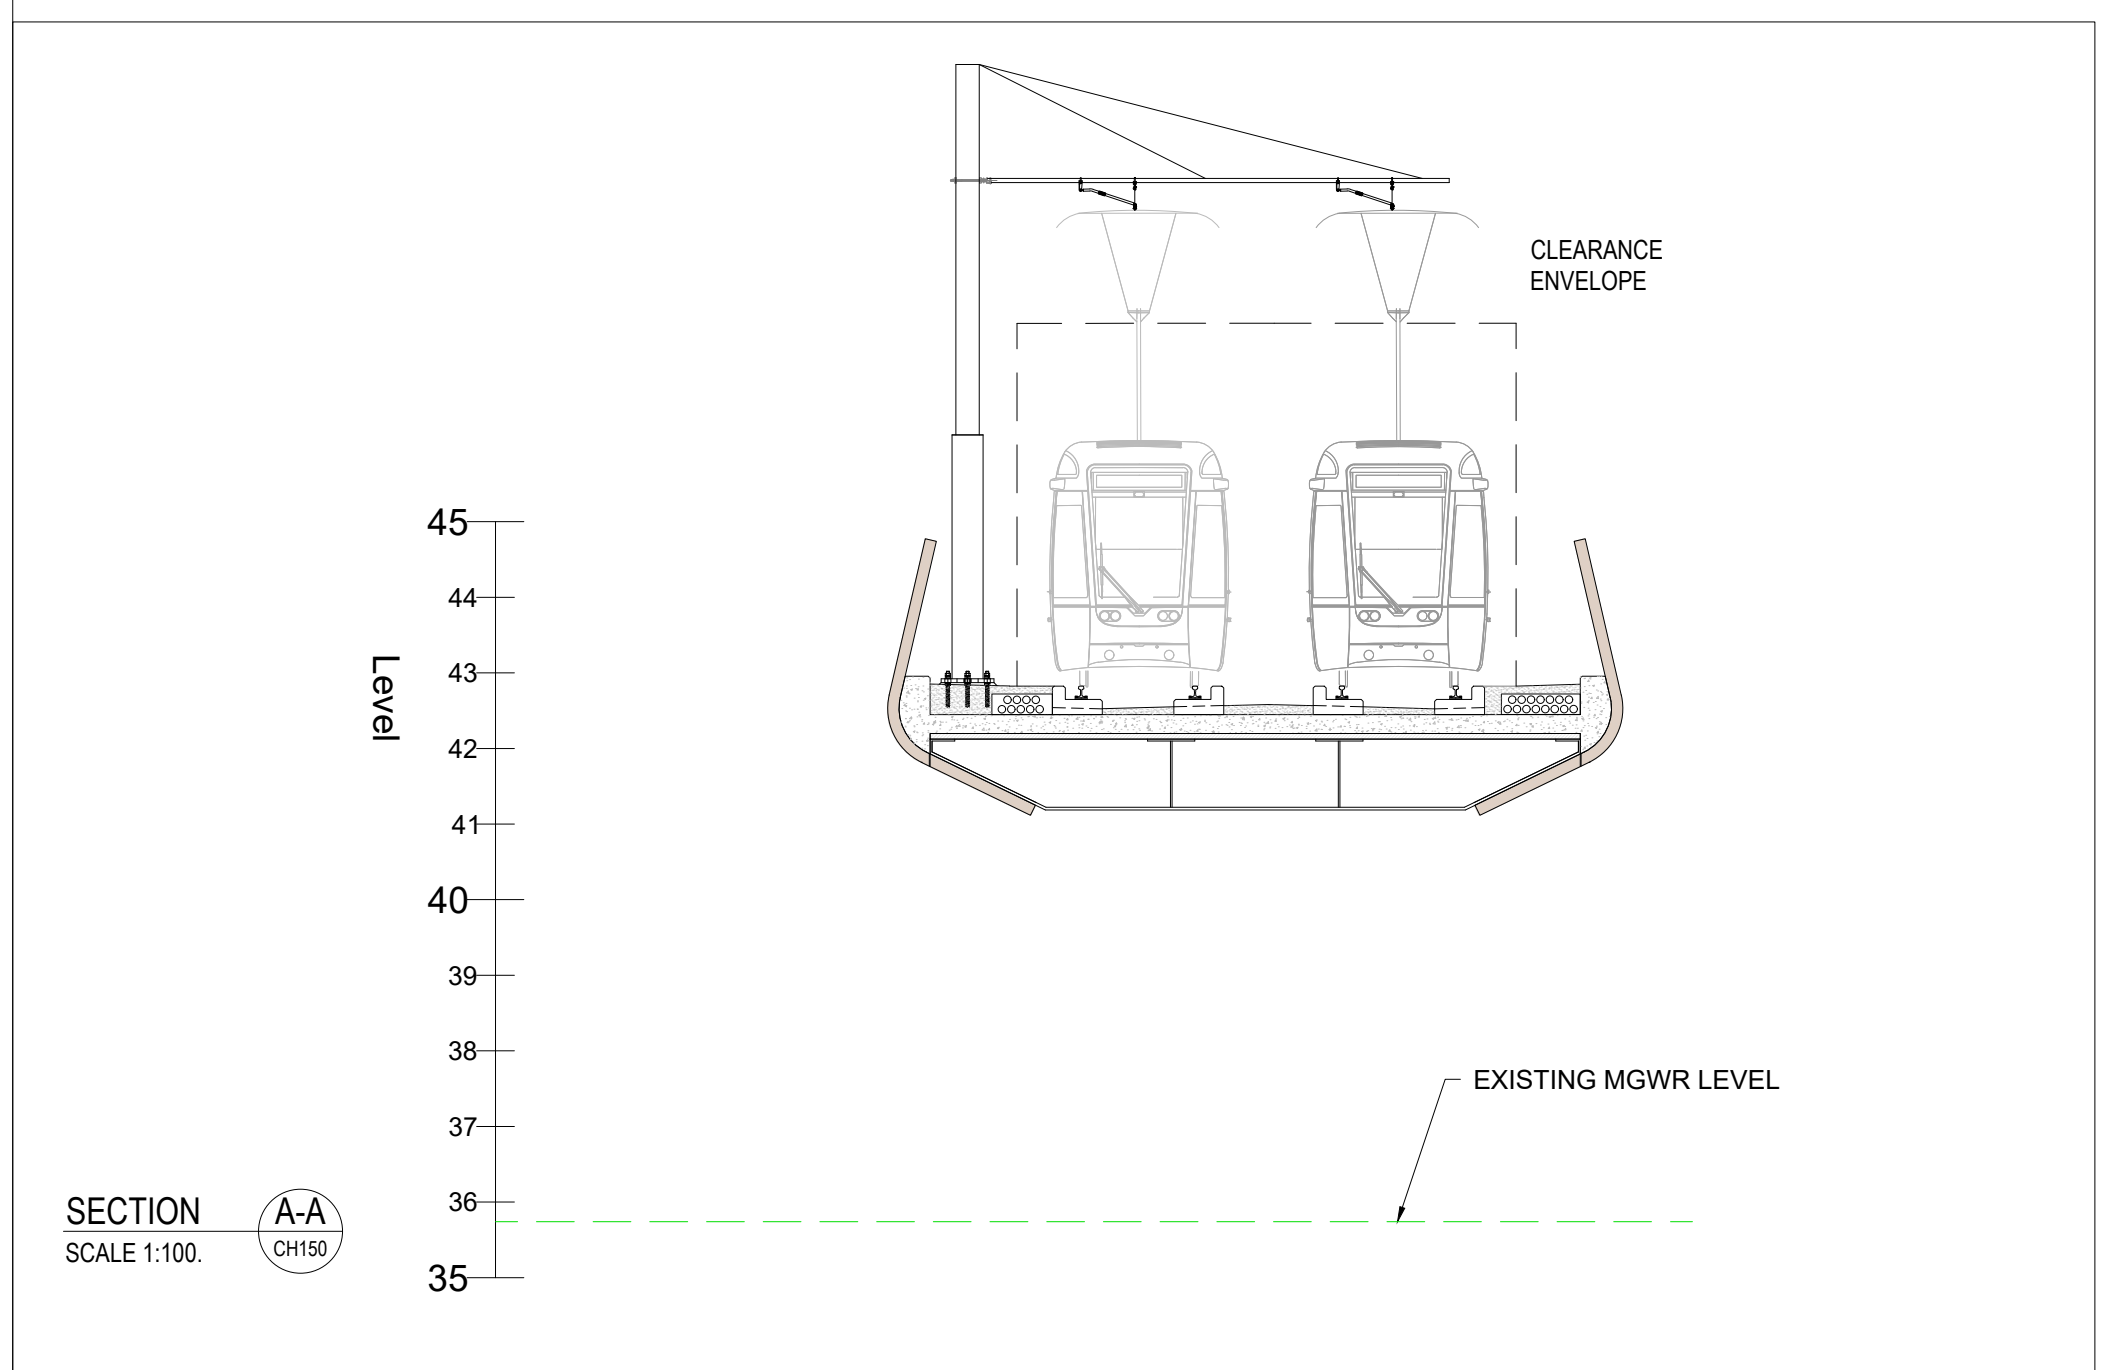 CLEARANCE
ENVELOPE
45
44
43
42
41
40
39
38
37
36
35
Level
EXISTING MGWR LEVEL
SECTION
SCALE 1:100.
A-A
CH150